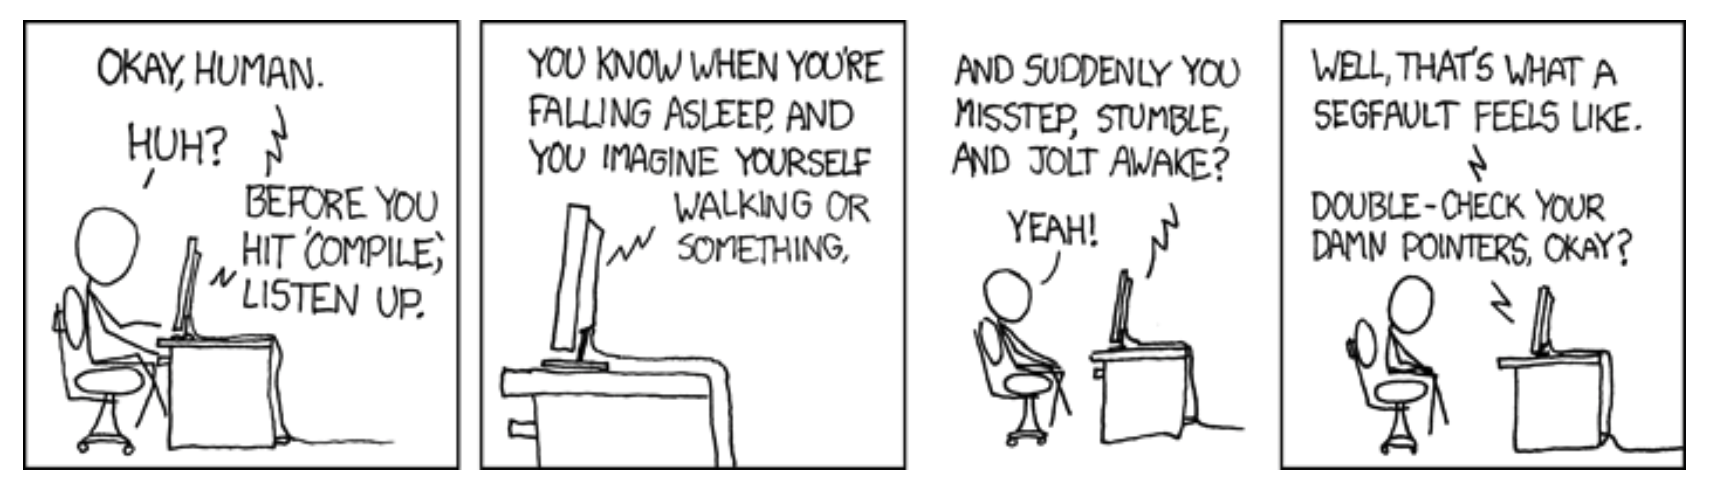 OKAY, HUMAN.
HUH?
BEFORE YOU
HIT 'COMPILE,'
LISTEN UP.
YOU KNOW WHEN YOU'RE
FALLING ASLEEP, AND
YOU IMAGINE YOURSELF
WALKING OR
SOMETHING,
AND SUDDENLY YOU
MISSTEP, STUMBLE,
AND JOLT AWAKE?
YEAH!
WELL, THAT'S WHAT A
SEGFAULT FEELS LIKE.
DOUBLE-CHECK YOUR
DAMN POINTERS, OKAY?